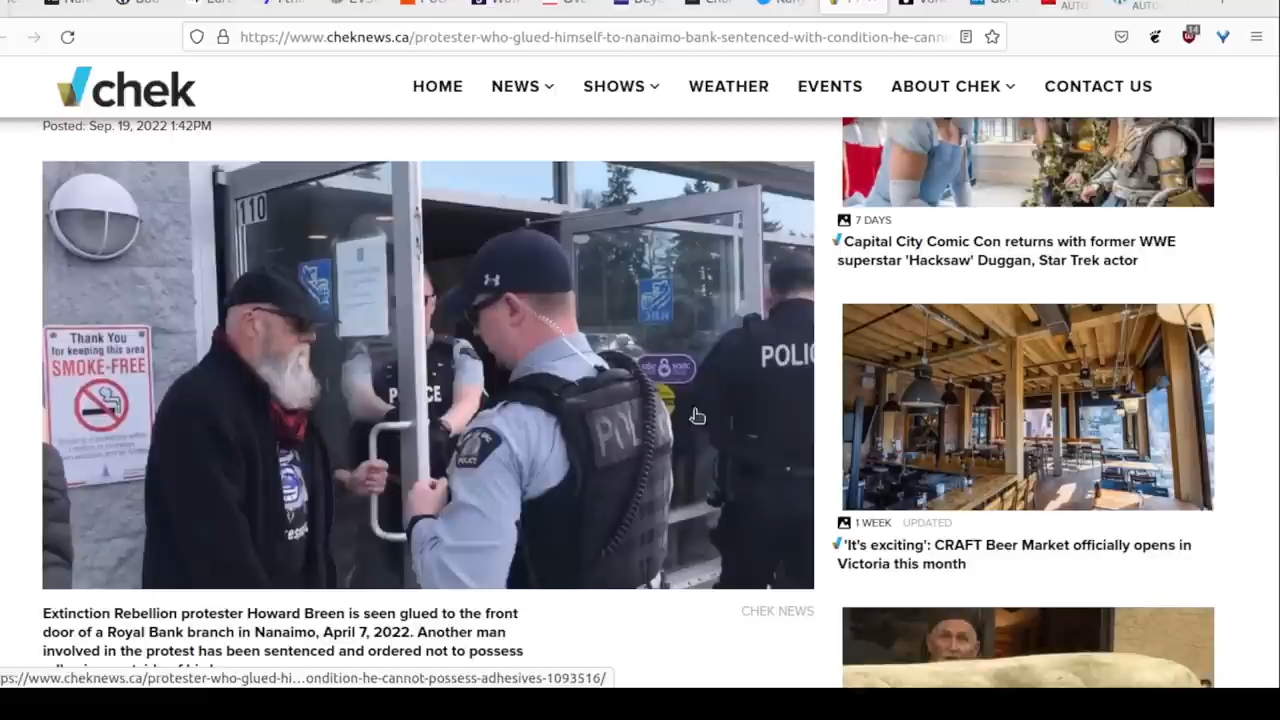 https://www.cheknews.ca/protester-who-glued-himself-to-nanaimo-bank-sentenced-with-condition-he-cann
chek
HOME
NEWS
SHOWS
WEATHER
EVENTS
ABOUT CHEK
CONTACT US
Posted: Sep. 19, 2022 1:42PM
110
Thank You
for keeping this area
SMOKE-FREE
POLICE
POLIC
POLICE
7 DAYS
Capital City Comic Con returns with former WWE
superstar 'Hacksaw' Duggan, Star Trek actor
1 WEEK UPDATED
'It's exciting': CRAFT Beer Market officially opens in
Victoria this month
Extinction Rebellion protester Howard Breen is seen glued to the front
door of a Royal Bank branch in Nanaimo, April 7, 2022. Another man
involved in the protest has been sentenced and ordered not to possess
CHEK NEWS
ps://www.cheknews.ca/protester-who-glued-hi...ondition-he-cannot-possess-adhesives-1093516/